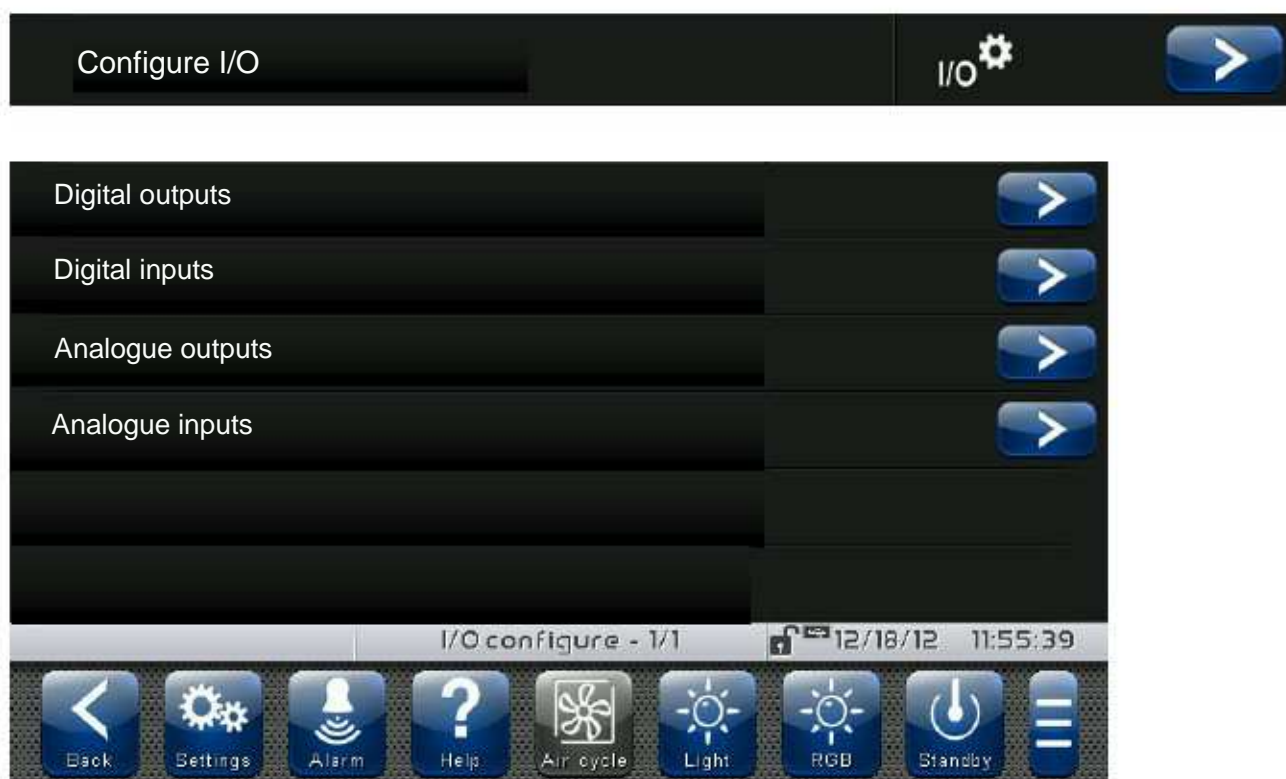 Configure I/O
I/O
Digital outputs
Digital inputs
Analogue outputs
Analogue inputs
I/O configure - 1/1
12/18/12 11:55:39
Back Settings Alarm Help Air cycle Light RGB Standby